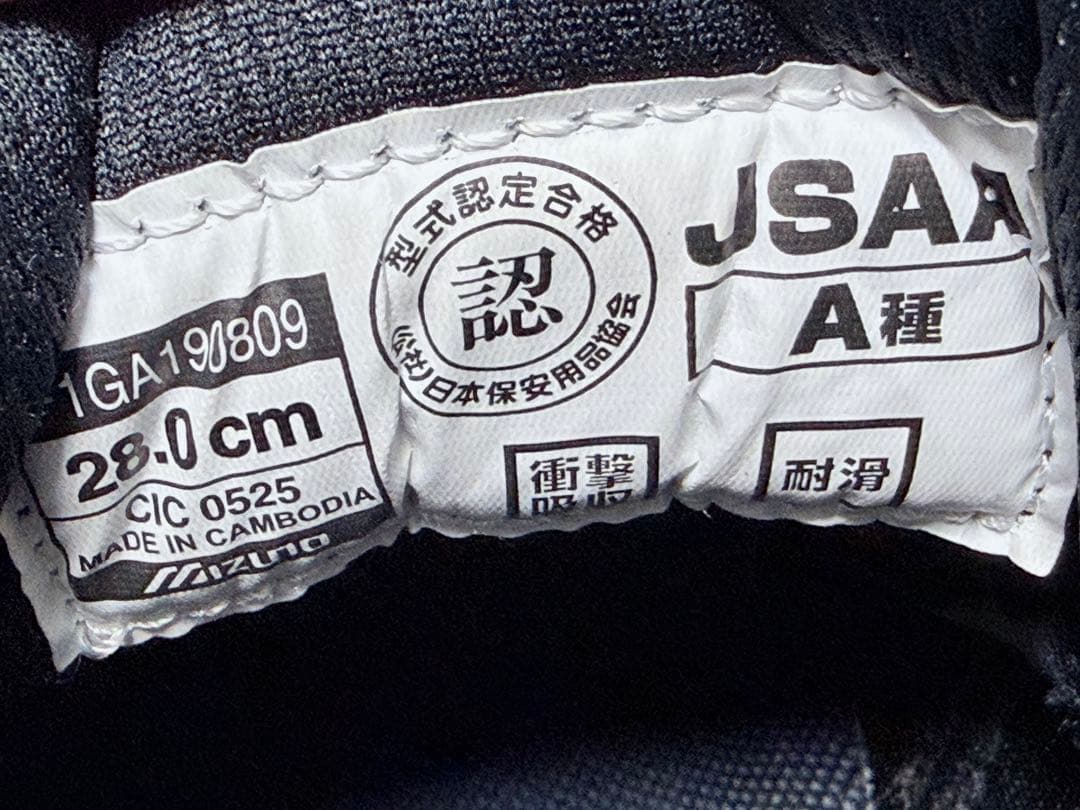 1GA190809
28.0 cm
CIC 0525
MADE IN CAMBODIA
MIZUNO
型式認定合格
認
(公社)日本保安用品協会
JSAA
A種
衝撃
吸収
耐滑